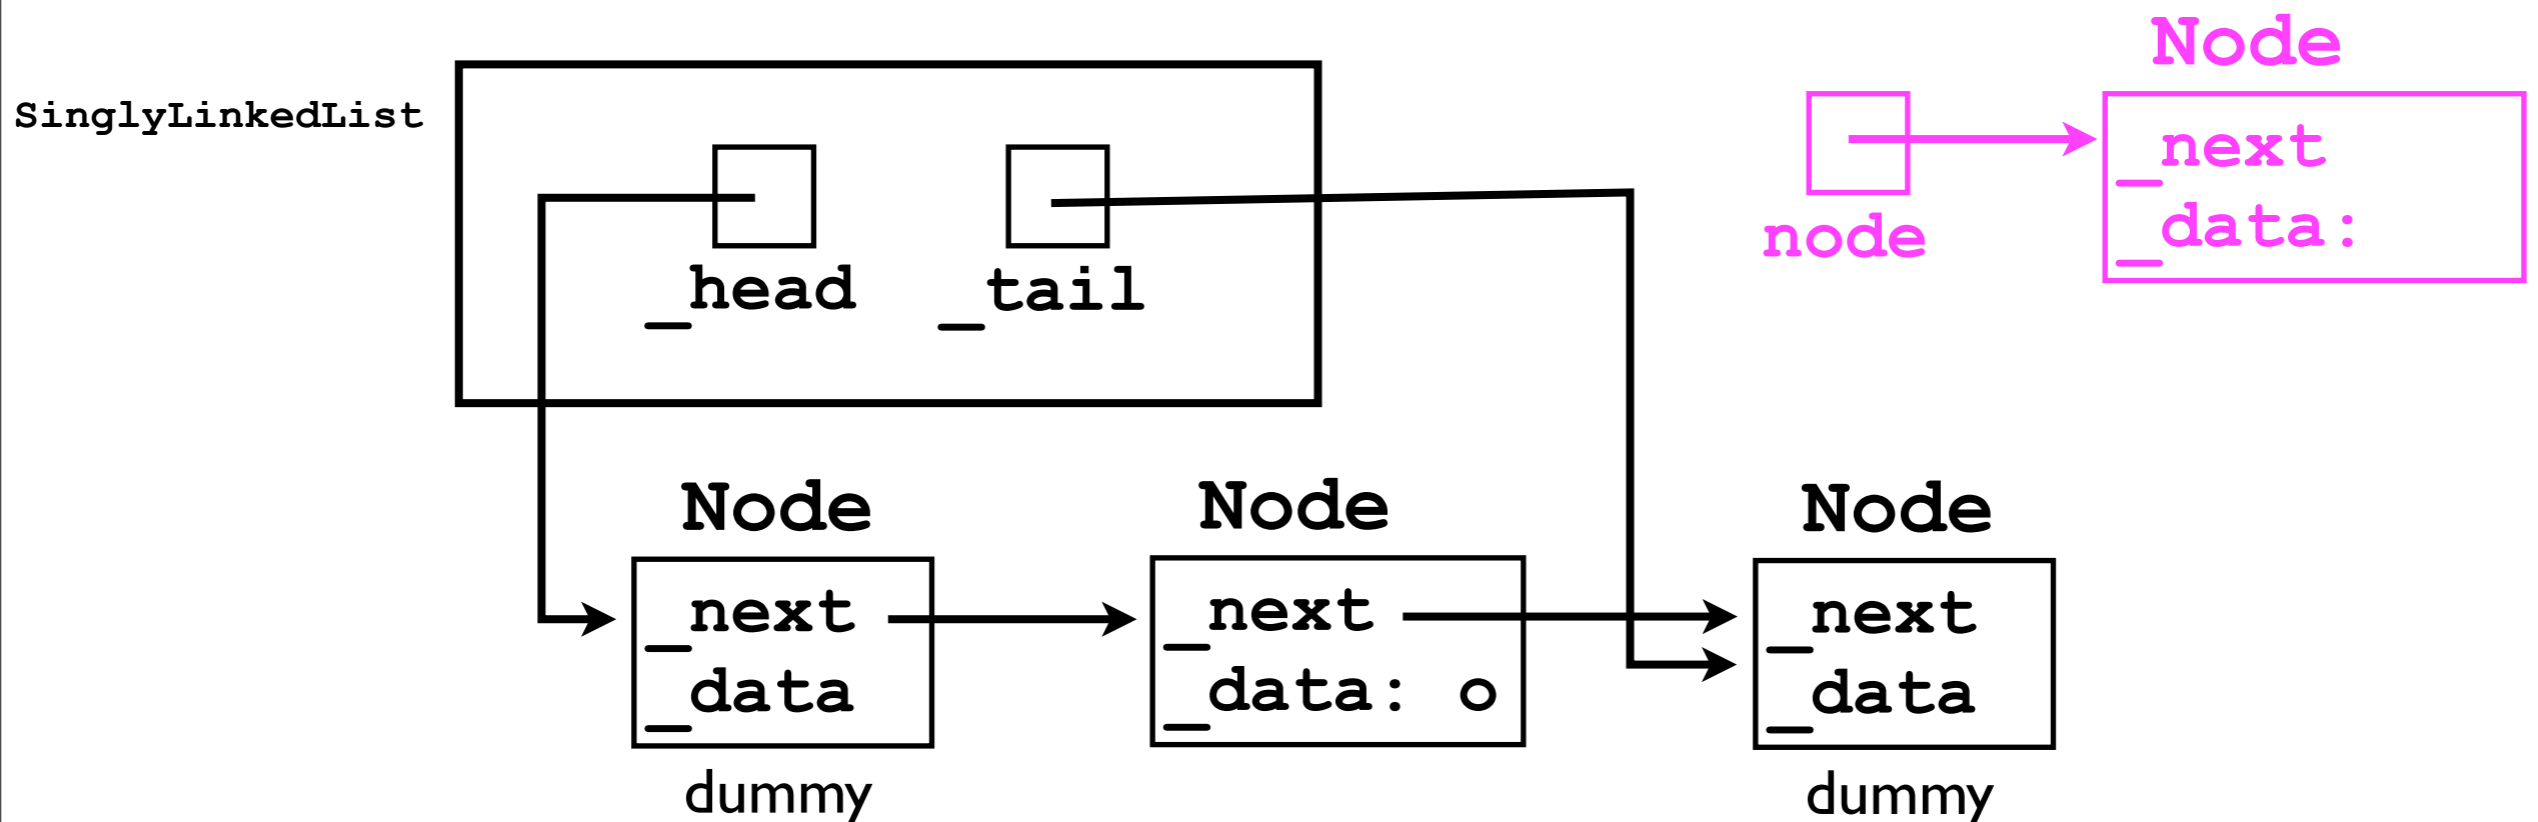 Node
SinglyLinkedList
_next
_data:
node
_head _tail
Node Node Node
_next _next _next
_data _data: o _data
dummy dummy